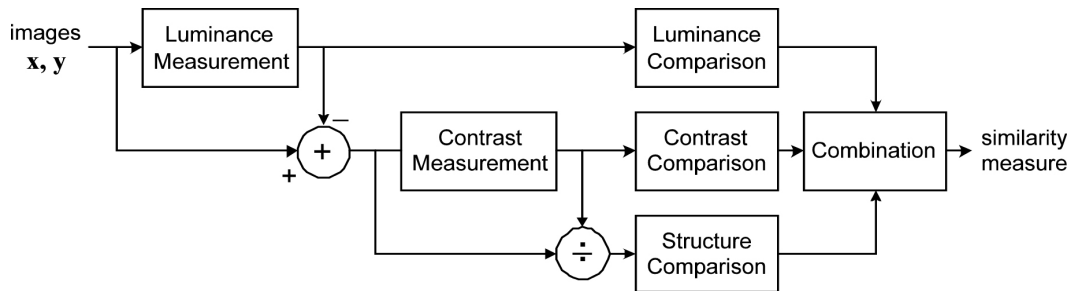 images
x, y
Luminance
Measurement
Luminance
Comparison
−
+
+
Contrast
Measurement
Contrast
Comparison
Combination
similarity
measure
÷
Structure
Comparison